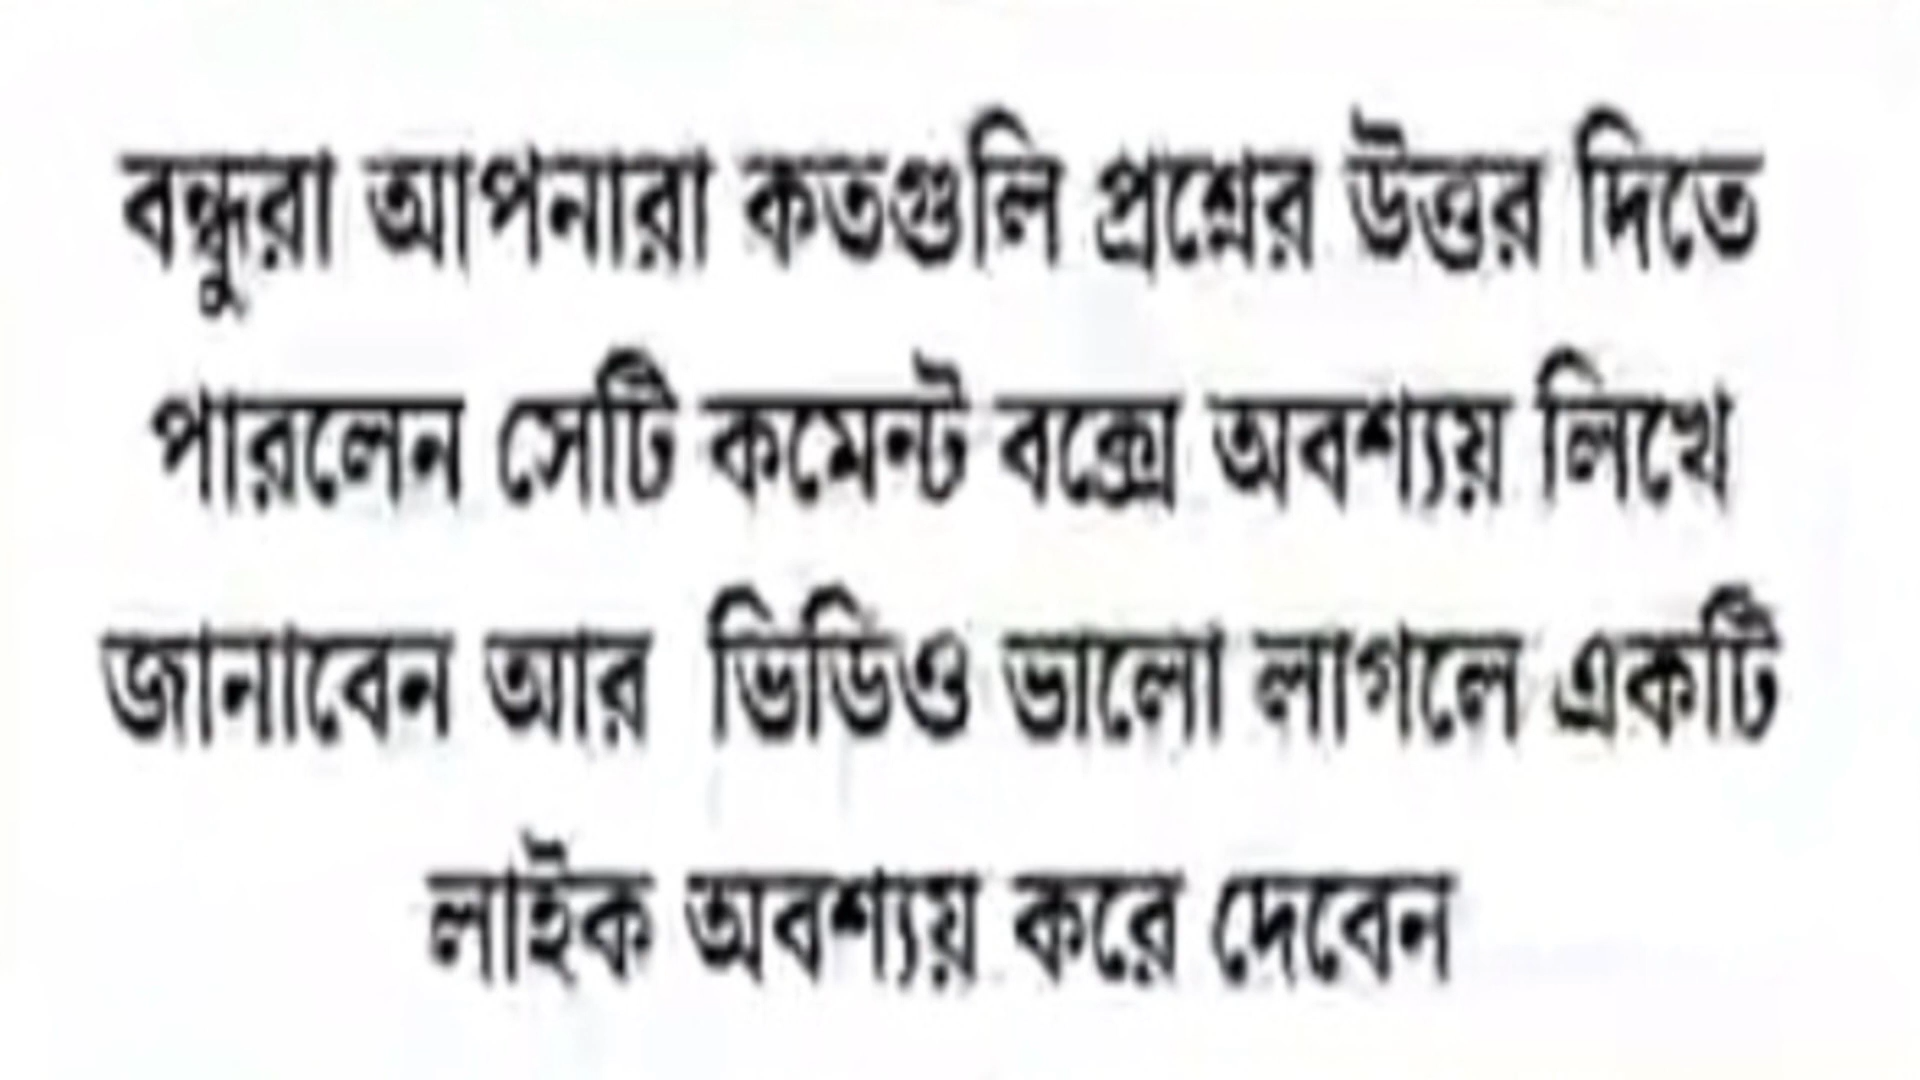 বন্ধুরা আপনারা কতগুলি প্রশ্নের উত্তর দিতে
পারলেন সেটি কমেন্ট বক্সে অবশ্যয় লিখে
জানাবেন আর ভিডিও ভালো লাগলে একটি
লাইক অবশ্যয় করে দেবেন